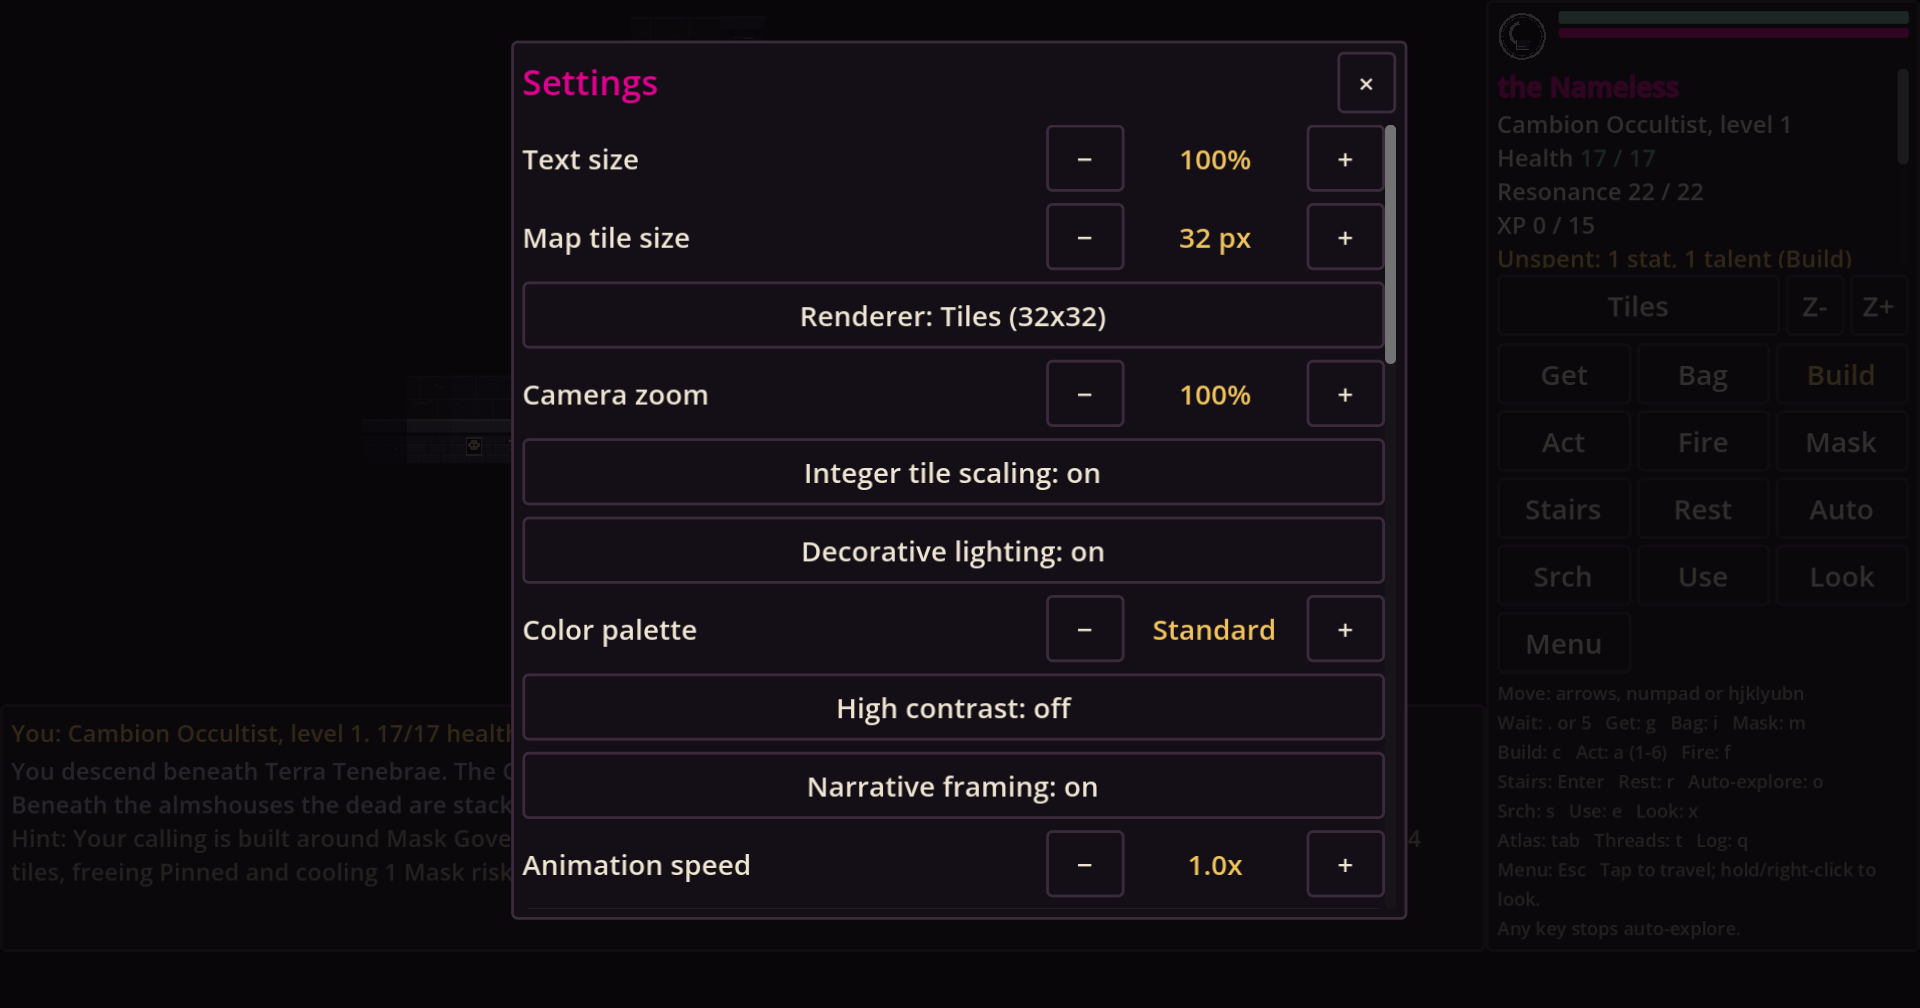 Settings
×
Text size − 100% +
Map tile size − 32 px +
Renderer: Tiles (32x32)
Camera zoom − 100% +
Integer tile scaling: on
Decorative lighting: on
Color palette − Standard +
High contrast: off
Narrative framing: on
Animation speed − 1.0x +
the Nameless
Cambion Occultist, level 1
Health 17 / 17
Resonance 22 / 22
XP 0 / 15
Unspent: 1 stat, 1 talent (Build)
Tiles Z- Z+
Get Bag Build
Act Fire Mask
Stairs Rest Auto
Srch Use Look
Menu
Move: arrows, numpad or hjklyubn
Wait: . or 5 Get: g Bag: i Mask: m
Build: c Act: a (1-6) Fire: f
Stairs: Enter Rest: r Auto-explore: o
Srch: s Use: e Look: x
Atlas: tab Threads: t Log: q
Menu: Esc Tap to travel; hold/right-click to
look.
Any key stops auto-explore.
You: Cambion Occultist, level 1. 17/17 health
You descend beneath Terra Tenebrae. The
Beneath the almshouses the dead are stack
Hint: Your calling is built around Mask Gove 4
tiles, freeing Pinned and cooling 1 Mask risk